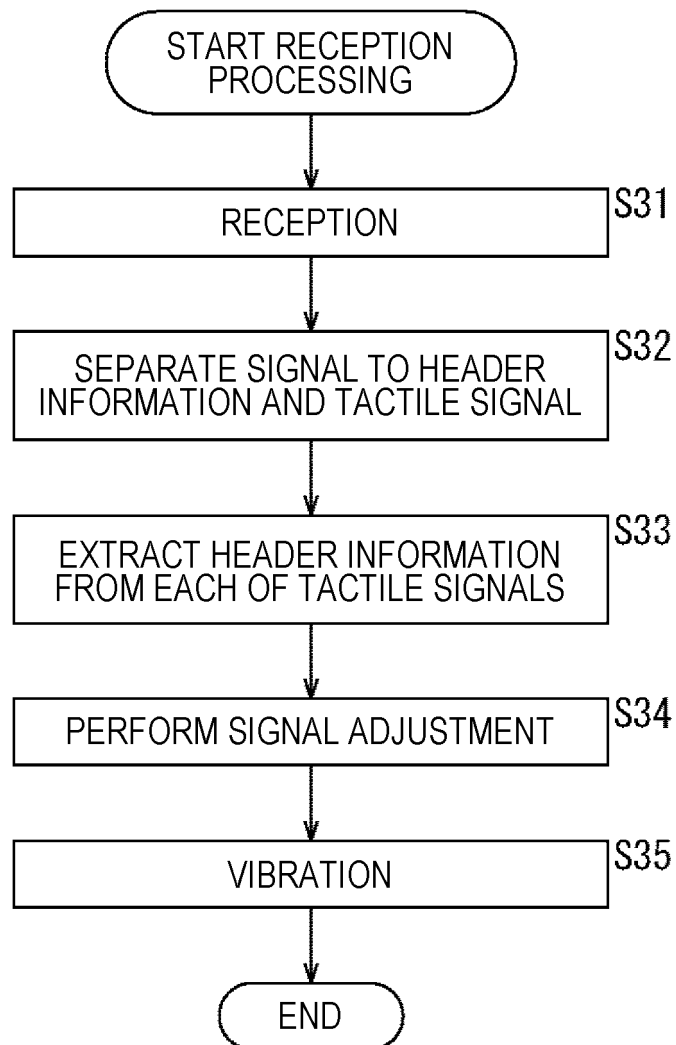 START RECEPTION
PROCESSING
S31
RECEPTION
S32
SEPARATE SIGNAL TO HEADER
INFORMATION AND TACTILE SIGNAL
S33
EXTRACT HEADER INFORMATION
FROM EACH OF TACTILE SIGNALS
S34
PERFORM SIGNAL ADJUSTMENT
S35
VIBRATION
END